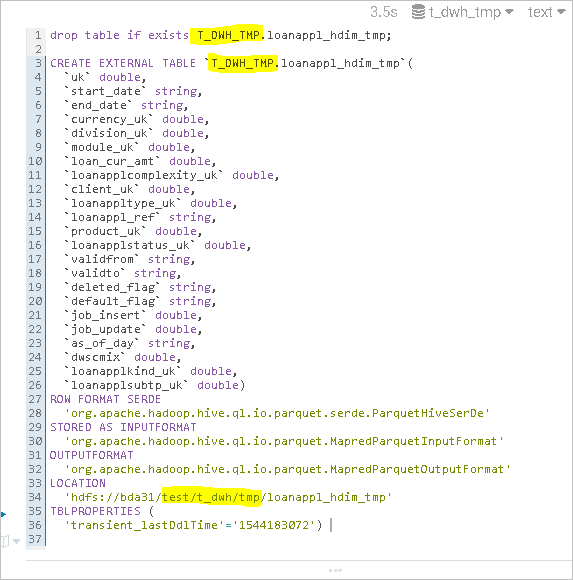 3.5s t_dwh_tmp text
1 drop table if exists T_DWH_TMP.loanappl_hdim_tmp;
2
3 CREATE EXTERNAL TABLE `T_DWH_TMP.loanappl_hdim_tmp`(
4 `uk` double,
5 `start_date` string,
6 `end_date` string,
7 `currency_uk` double,
8 `division_uk` double,
9 `module_uk` double,
10 `loan_cur_amt` double,
11 `loanapplcomplexity_uk` double,
12 `client_uk` double,
13 `loanappltype_uk` double,
14 `loanappl_ref` string,
15 `product_uk` double,
16 `loanapplstatus_uk` double,
17 `validfrom` string,
18 `validto` string,
19 `deleted_flag` string,
20 `default_flag` string,
21 `job_insert` double,
22 `job_update` double,
23 `as_of_day` string,
24 `dwscmix` double,
25 `loanapplkind_uk` double,
26 `loanapplsubtp_uk` double)
27 ROW FORMAT SERDE
28 'org.apache.hadoop.hive.ql.io.parquet.serde.ParquetHiveSerDe'
29 STORED AS INPUTFORMAT
30 'org.apache.hadoop.hive.ql.io.parquet.MapredParquetInputFormat'
31 OUTPUTFORMAT
32 'org.apache.hadoop.hive.ql.io.parquet.MapredParquetOutputFormat'
33 LOCATION
34 'hdfs://bda31/test/t_dwh/tmp/loanappl_hdim_tmp'
35 TBLPROPERTIES (
36 'transient_lastDdlTime'='1544183072')
37